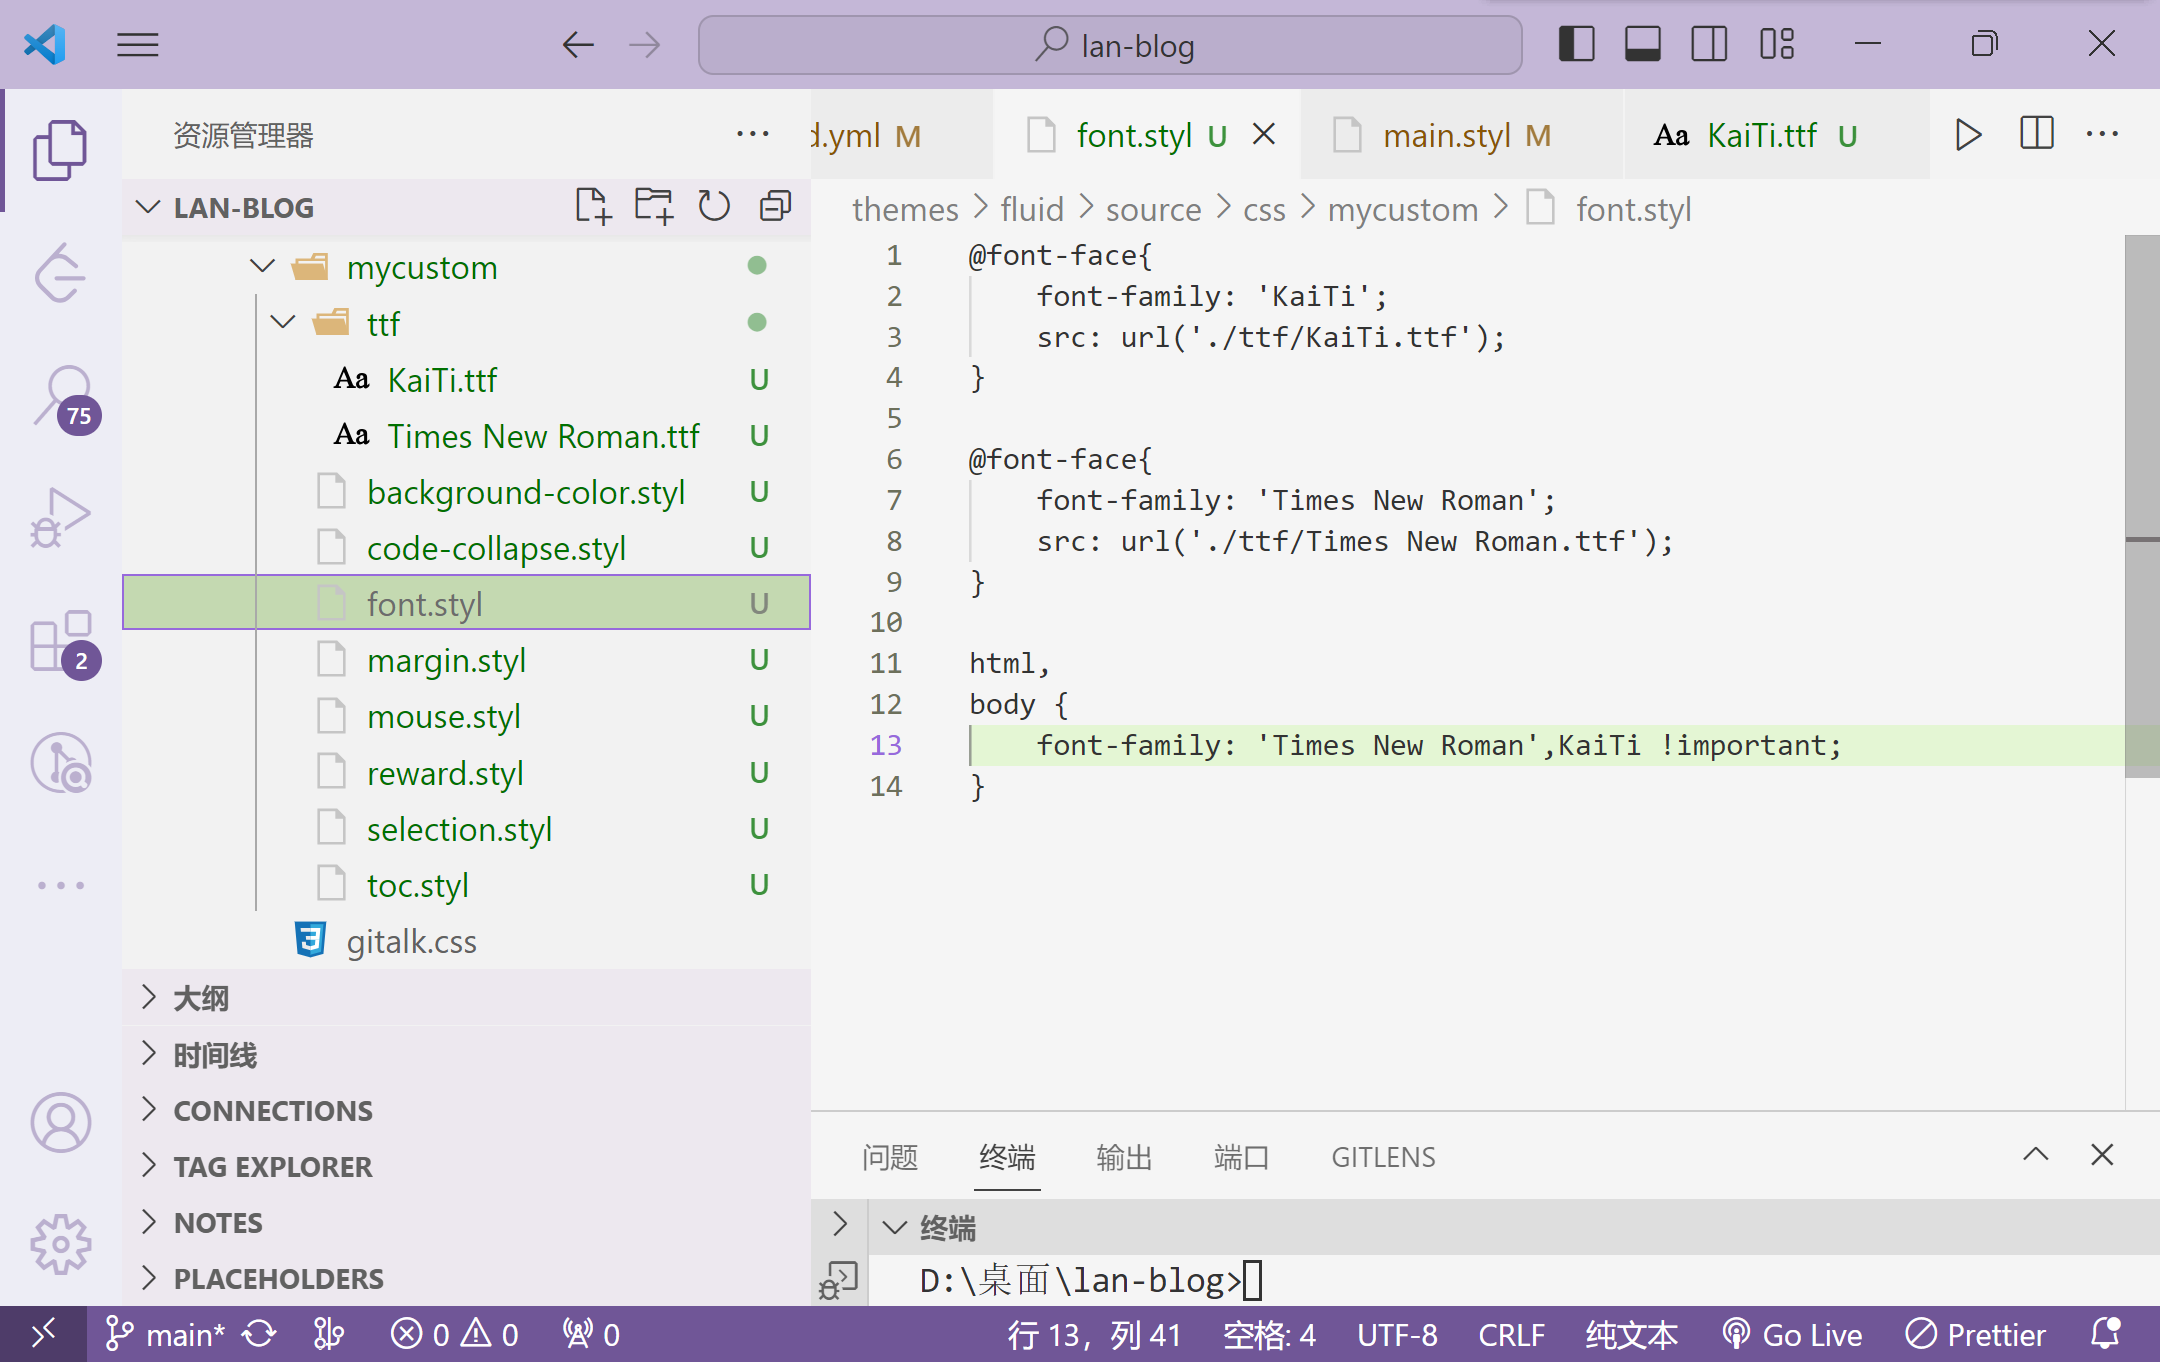 lan-blog
资源管理器
LAN-BLOG
mycustom
ttf
Aa KaiTi.ttf U
Aa Times New Roman.ttf U
background-color.styl U
code-collapse.styl U
font.styl U
margin.styl U
mouse.styl U
reward.styl U
selection.styl U
toc.styl U
gitalk.css
大纲
时间线
CONNECTIONS
TAG EXPLORER
NOTES
PLACEHOLDERS
75
2
d.yml M font.styl U main.styl M Aa KaiTi.ttf U
themes > fluid > source > css > mycustom > font.styl
1 @font-face{
2 font-family: 'KaiTi';
3 src: url('./ttf/KaiTi.ttf');
4 }
5
6 @font-face{
7 font-family: 'Times New Roman';
8 src: url('./ttf/Times New Roman.ttf');
9 }
10
11 html,
12 body {
13 font-family: 'Times New Roman',KaiTi !important;
14 }
问题 终端 输出 端口 GITLENS
终端
D:\桌面\lan-blog>
main* 0 0 0 行 13，列 41 空格: 4 UTF-8 CRLF 纯文本 Go Live Prettier